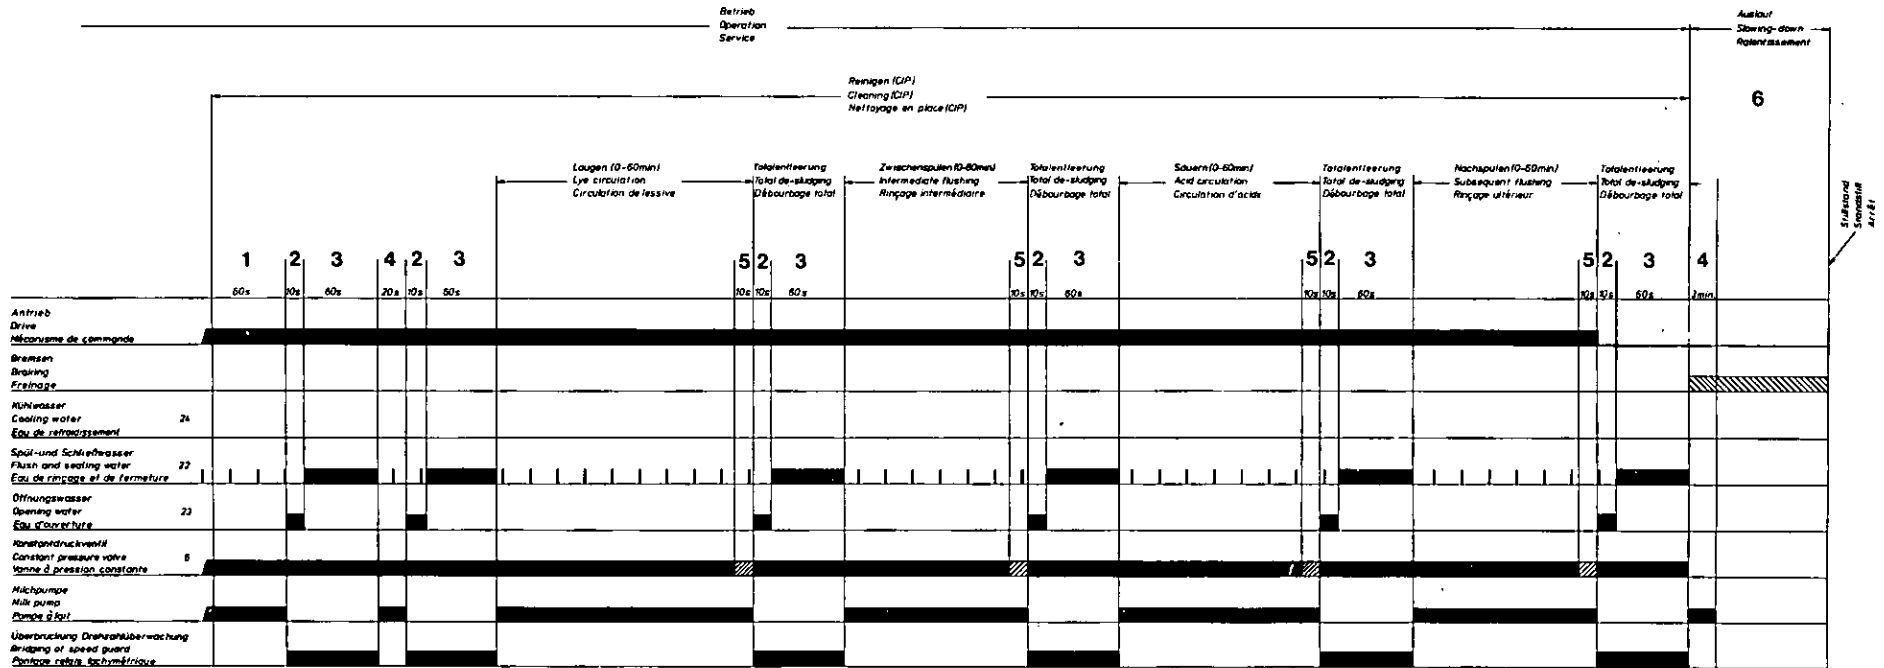 Betrieb
Operation
Service
Auslauf
Slowing-down
Ralentissement
Reinigen (CIP)
Cleaning (CIP)
Nettoyage en place (CIP)
6
Laugen (0-60min)
Lye circulation
Circulation de lessive
Totalentleerung
Total de-sludging
Débourbage total
Zwischenspülen (0-60min)
Intermediate flushing
Rinçage intermédiaire
Totalentleerung
Total de-sludging
Débourbage total
Säuern (0-60min)
Acid circulation
Circulation d'acide
Totalentleerung
Total de-sludging
Débourbage total
Nachspülen (0-60min)
Subsequent flushing
Rinçage ultérieur
Totalentleerung
Total de-sludging
Débourbage total
Stillstand
Standstill
Arrêt
1 2 3 4 2 3 5 2 3 5 2 3 5 2 3 5 2 3 4
60s 10s 60s 20s 10s 60s 10s 10s 60s 10s 10s 60s 10s 10s 60s 10s 10s 60s 2min.
Antrieb
Drive
Mécanisme de commande
Bremsen
Braking
Freinage
Kühlwasser
Cooling water 24
Eau de refroidissement
Spül-und Schließwasser
Flush and sealing water 22
Eau de rinçage et de fermeture
Öffnungswasser
Opening water 23
Eau d'ouverture
Konstantdruckventil
Constant pressure valve 6
Vanne à pression constante
Milchpumpe
Milk pump
Pompe à lait
Überbrückung Drehzahlüberwachung
Bridging of speed guard
Pontage relais tachymétrique